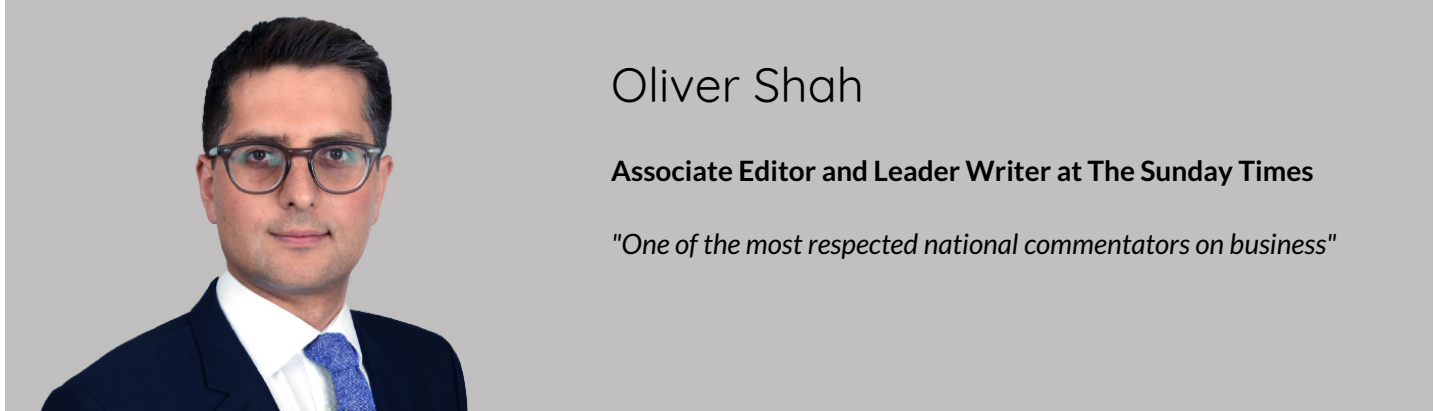 Oliver Shah
Associate Editor and Leader Writer at The Sunday Times
"One of the most respected national commentators on business"